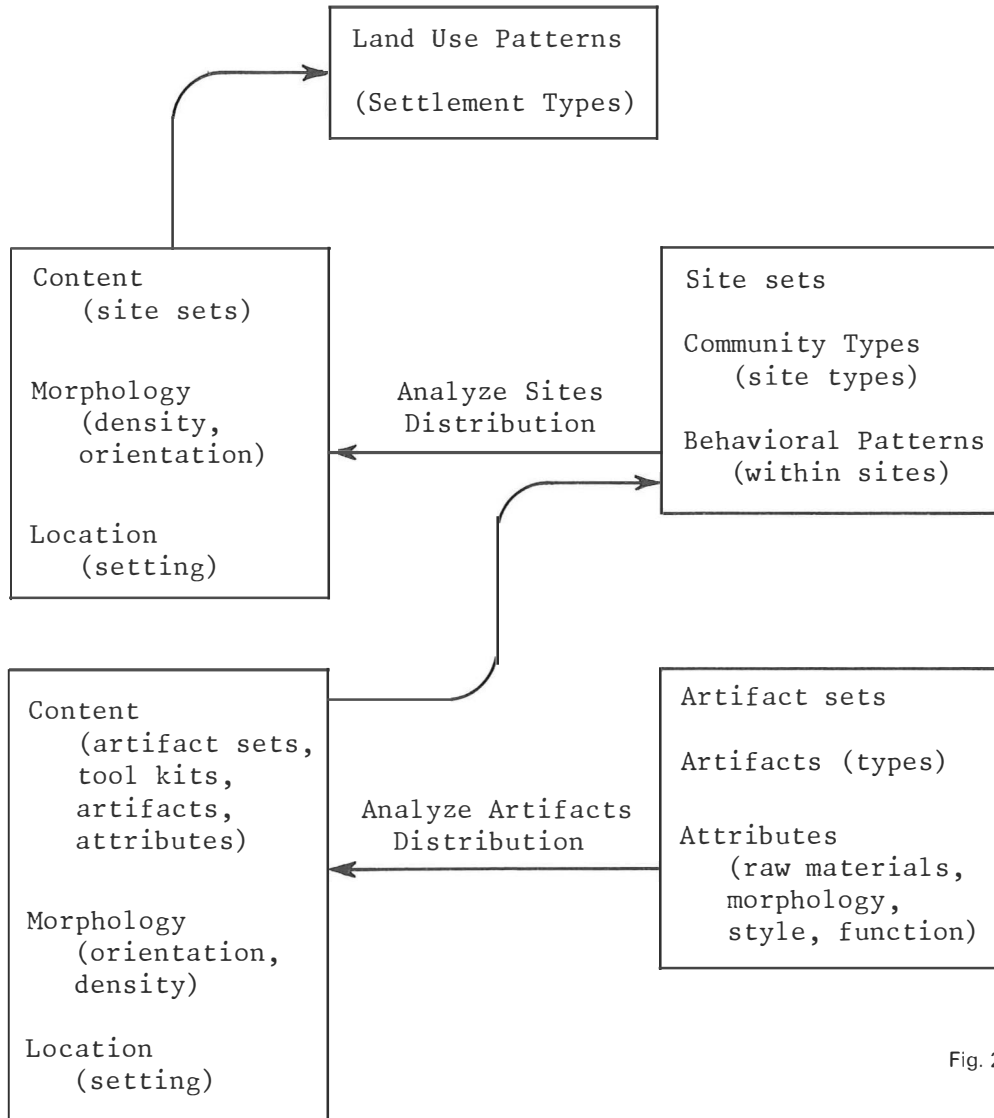 Land Use Patterns
(Settlement Types)
Content
(site sets)
Morphology
(density,
orientation)
Location
(setting)
Analyze Sites
Distribution
Site sets
Community Types
(site types)
Behavioral Patterns
(within sites)
Content
(artifact sets,
tool kits,
artifacts,
attributes)
Morphology
(orientation,
density)
Location
(setting)
Analyze Artifacts
Distribution
Artifact sets
Artifacts (types)
Attributes
(raw materials,
morphology,
style, function)
Fig. 2